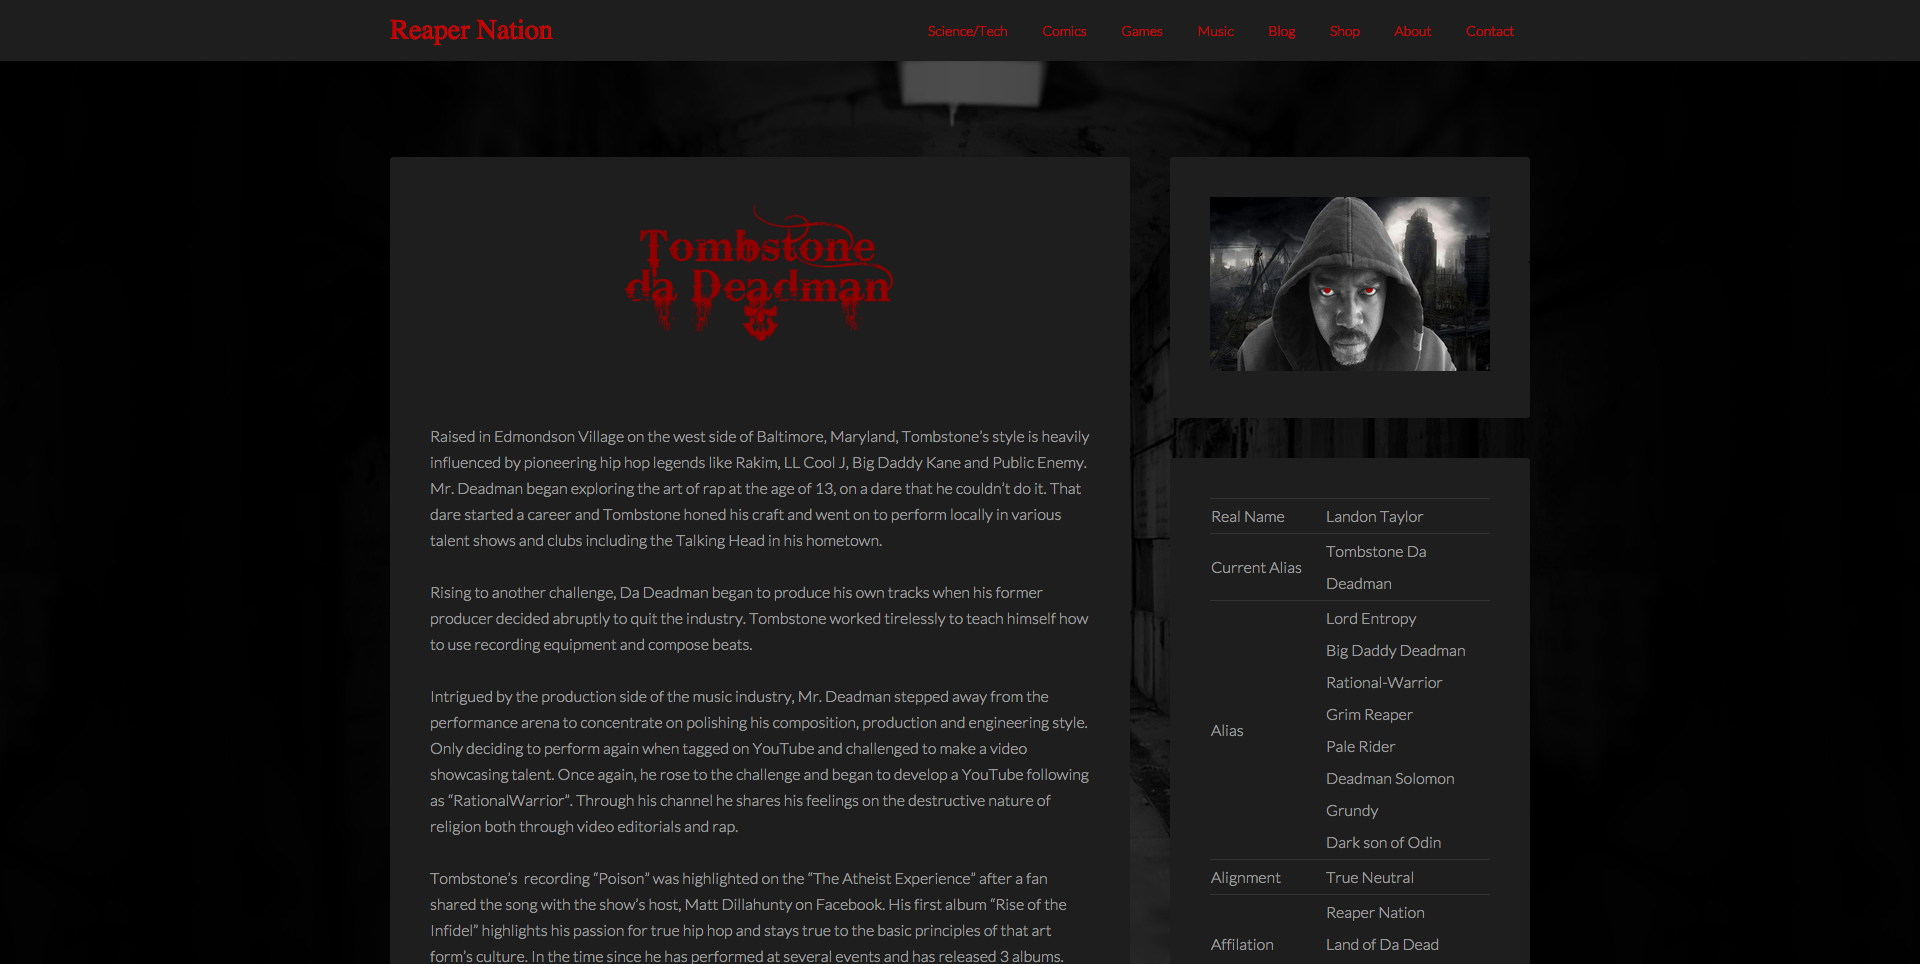 Reaper Nation
Science/Tech Comics Games Music Blog Shop About Contact
Tombstone
da Deadman
Raised in Edmondson Village on the west side of Baltimore, Maryland, Tombstone’s style is heavily
influenced by pioneering hip hop legends like Rakim, LL Cool J, Big Daddy Kane and Public Enemy.
Mr. Deadman began exploring the art of rap at the age of 13, on a dare that he couldn’t do it. That
dare started a career and Tombstone honed his craft and went on to perform locally in various
talent shows and clubs including the Talking Head in his hometown.
Rising to another challenge, Da Deadman began to produce his own tracks when his former
producer decided abruptly to quit the industry. Tombstone worked tirelessly to teach himself how
to use recording equipment and compose beats.
Intrigued by the production side of the music industry, Mr. Deadman stepped away from the
performance arena to concentrate on polishing his composition, production and engineering style.
Only deciding to perform again when tagged on YouTube and challenged to make a video
showcasing talent. Once again, he rose to the challenge and began to develop a YouTube following
as “RationalWarrior”. Through his channel he shares his feelings on the destructive nature of
religion both through video editorials and rap.
Tombstone’s  recording “Poison” was highlighted on the “The Atheist Experience” after a fan
shared the song with the show’s host, Matt Dillahunty on Facebook. His first album “Rise of the
Infidel” highlights his passion for true hip hop and stays true to the basic principles of that art
form’s culture. In the time since he has performed at several events and has released 3 albums.
Real Name Landon Taylor
Current Alias Tombstone Da
Deadman
Alias Lord Entropy
Big Daddy Deadman
Rational-Warrior
Grim Reaper
Pale Rider
Deadman Solomon
Grundy
Dark son of Odin
Alignment True Neutral
Affilation Reaper Nation
Land of Da Dead